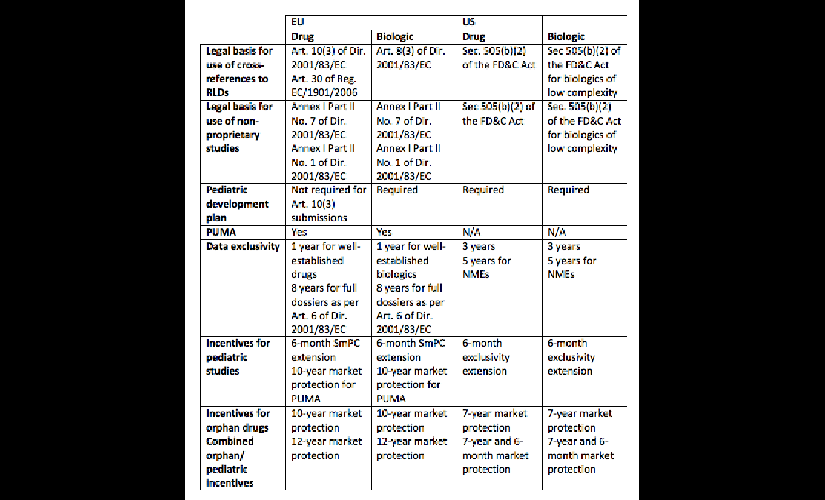 EU US
Drug Biologic Drug Biologic
Legal basis for Art. 10(3) of Dir. Art. 8(3) of Dir. Sec. 505(b)(2) Sec 505(b)(2) of
use of cross- 2001/83/EC 2001/83/EC of the FD&C Act the FD&C Act
references to Art. 30 of Reg. for biologics of
RLDs EC/1901/2006 low complexity
Legal basis for Annex I Part II Annex I Part II Sec. 505(b)(2) of Sec. 505(b)(2)
use of non- No. 7 of Dir. No. 7 of Dir. the FD&C Act of the FD&C Act
proprietary 2001/83/EC 2001/83/EC for biologics of
studies Annex I Part II Annex I Part II low complexity
No. 1 of Dir. No. 1 of Dir.
2001/83/EC 2001/83/EC
Pediatric Not required for Required Required Required
development Art. 10(3)
plan submissions
PUMA Yes Yes N/A N/A
Data exclusivity 1 year for well- 1 year for well- 3 years 3 years
established established 5 years for 5 years for
drugs biologics NMEs NMEs
8 years for full 8 years for full
dossiers as per dossiers as per
Art. 6 of Dir. Art. 6 of Dir.
2001/83/EC 2001/83/EC
Incentives for 6-month SmPC 6-month SmPC 6-month 6-month
pediatric extension extension exclusivity exclusivity
studies 10-year market 10-year market extension extension
protection for protection for
PUMA PUMA
Incentives for 10-year market 10-year market 7-year market 7-year market
orphan drugs protection protection protection protection
Combined 12-year market 12-year market 7-year and 6- 7-year and 6-
orphan/ protection protection month market month market
pediatric protection protection
incentives